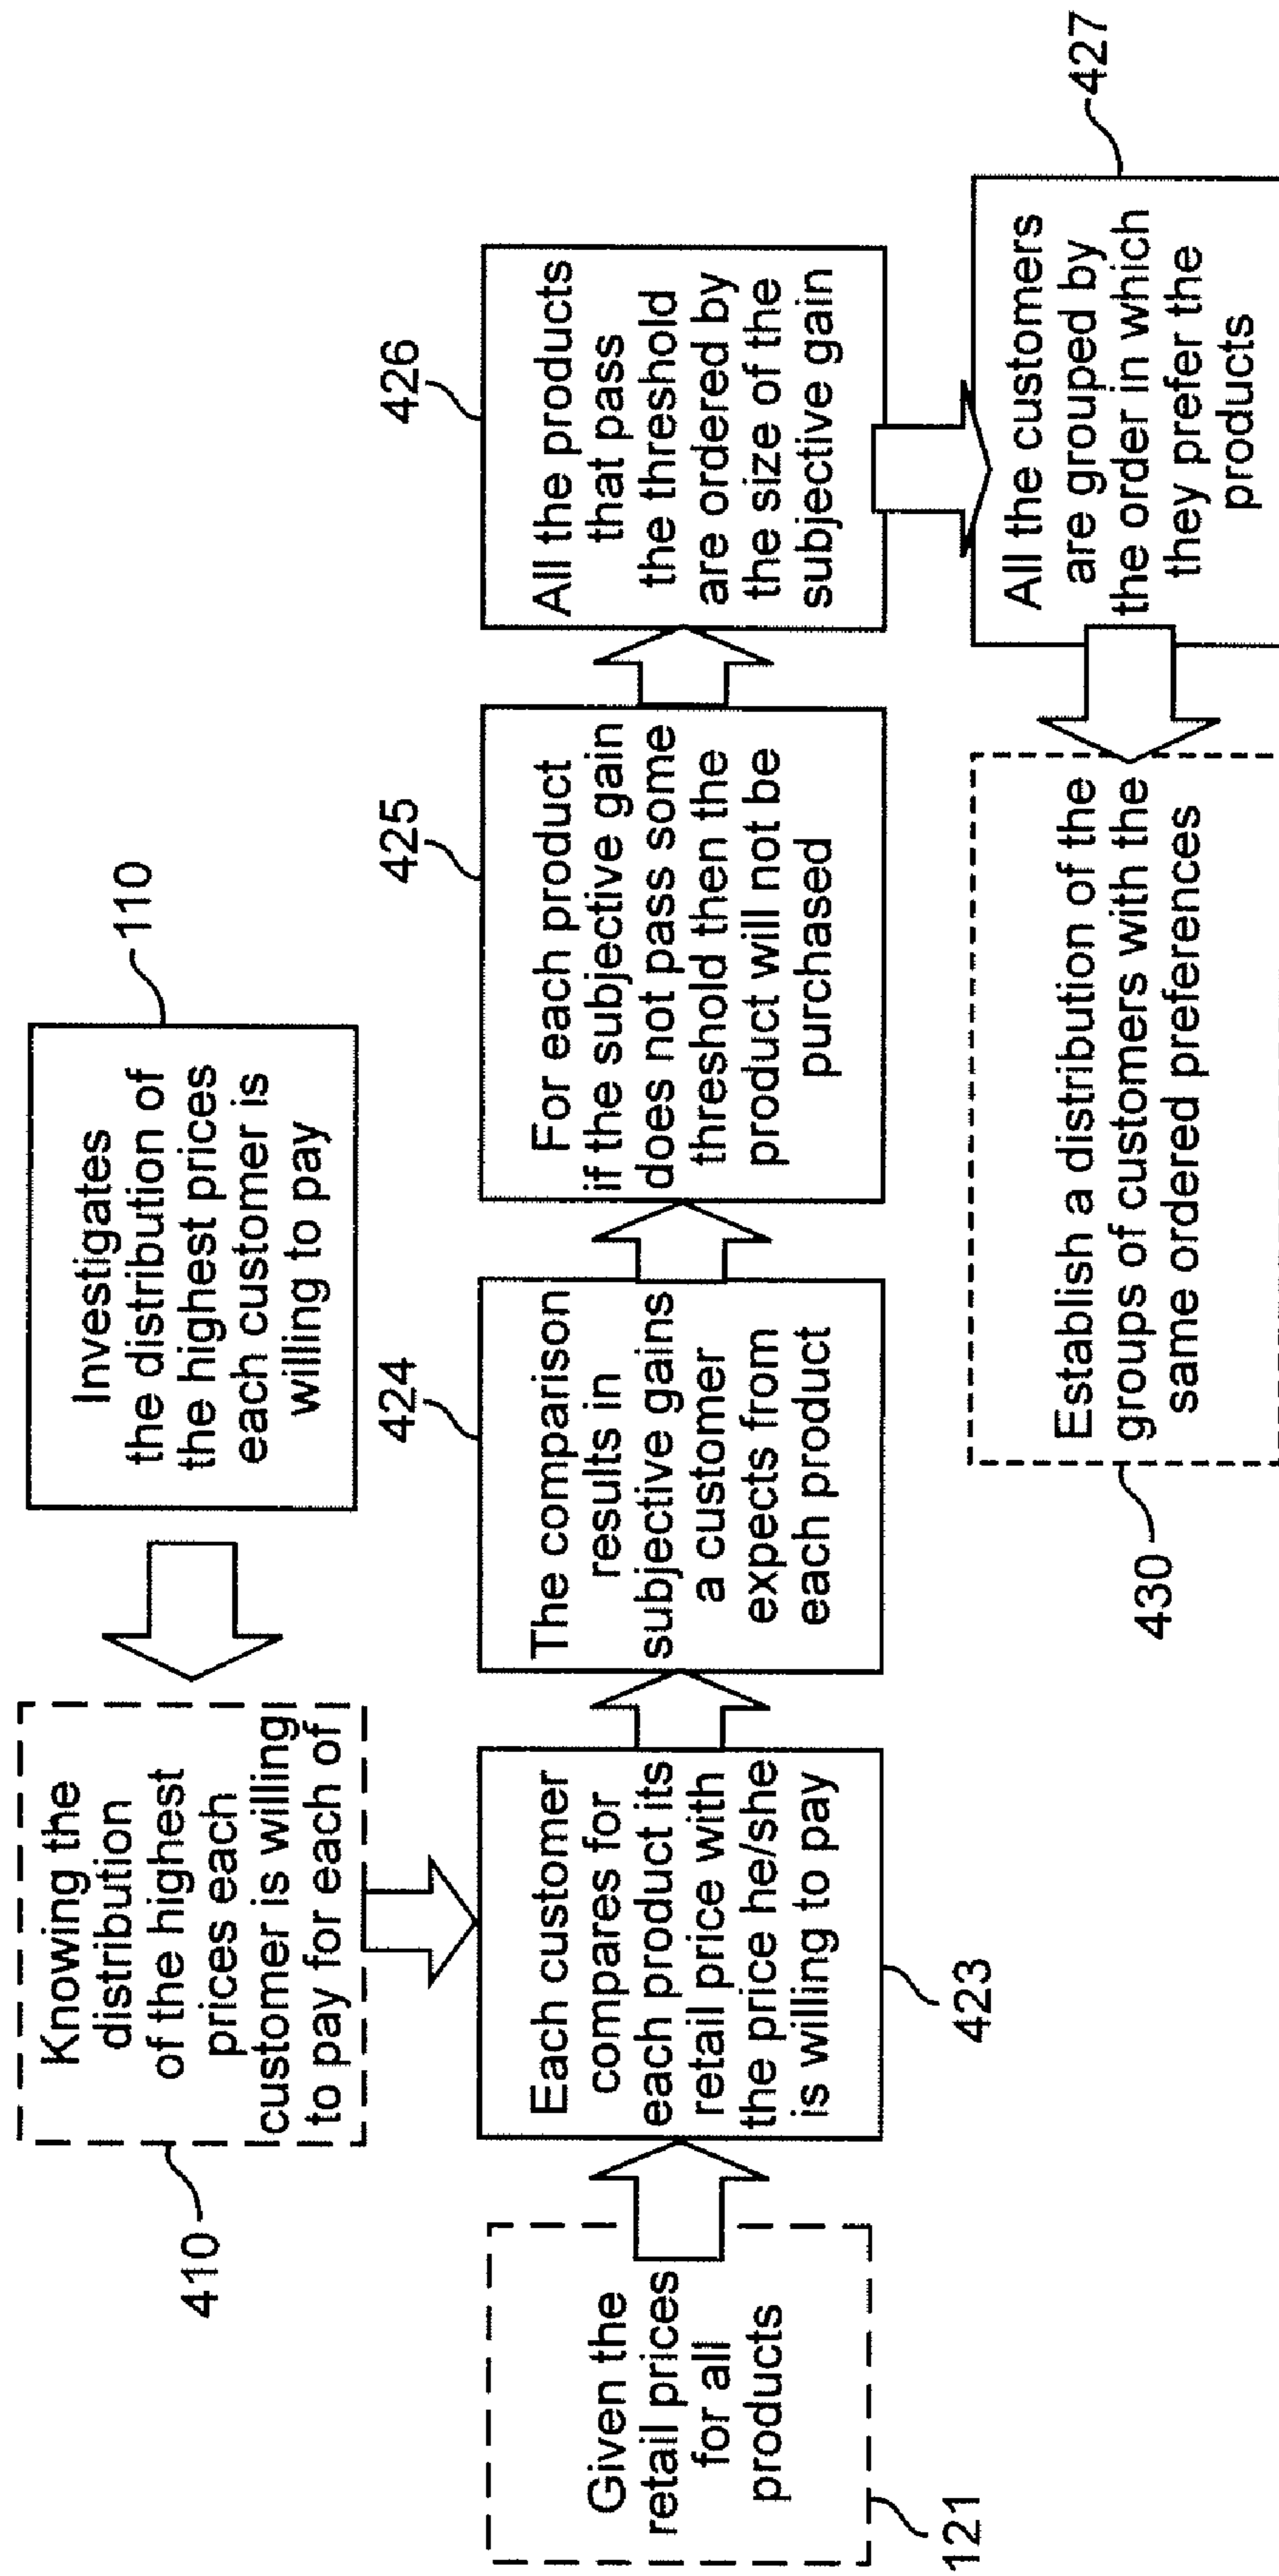 110
Investigates
the distribution of
the highest prices
each customer is
willing to pay
410
Knowing the
distribution
of the highest
prices each
customer is willing
to pay for each of
121
Given the
retail prices
for all
products
423
Each customer
compares for
each product its
retail price with
the price he/she
is willing to pay
424
The comparison
results in
subjective gains
a customer
expects from
each product
425
For each product
if the subjective gain
does not pass some
threshold then the
product will not be
purchased
426
All the products
that pass
the threshold
are ordered by
the size of the
subjective gain
427
All the customers
are grouped by
the order in which
they prefer the
products
430
Establish a distribution of the
groups of customers with the
same ordered preferences